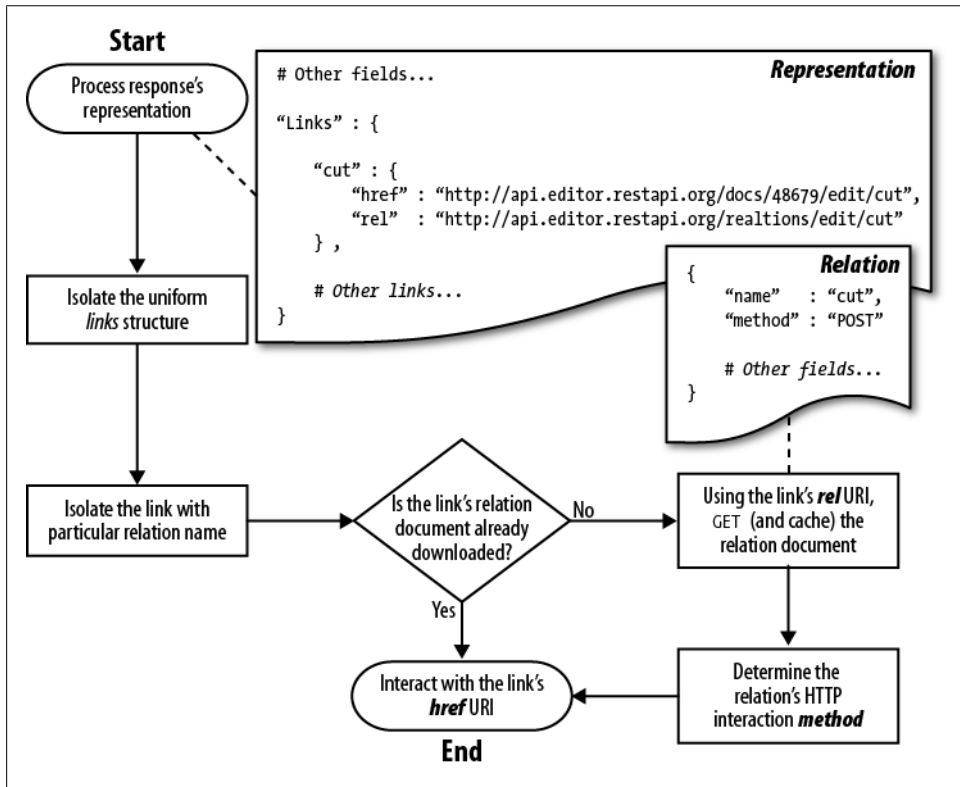 Start
Process response's
representation
Representation
# Other fields...
“Links” : {
“cut” : {
“href” : “http://api.editor.restapi.org/docs/48679/edit/cut”,
“rel” : “http://api.editor.restapi.org/realtions/edit/cut”
} ,
# Other links...
}
Relation
{
“name” : “cut”,
“method” : “POST”
# Other fields...
}
Isolate the uniform
links structure
Isolate the link with
particular relation name
Is the link's relation
document already
downloaded?
No
Yes
Using the link's rel URI,
GET (and cache) the
relation document
Determine the
relation's HTTP
interaction method
Interact with the link's
href URI
End